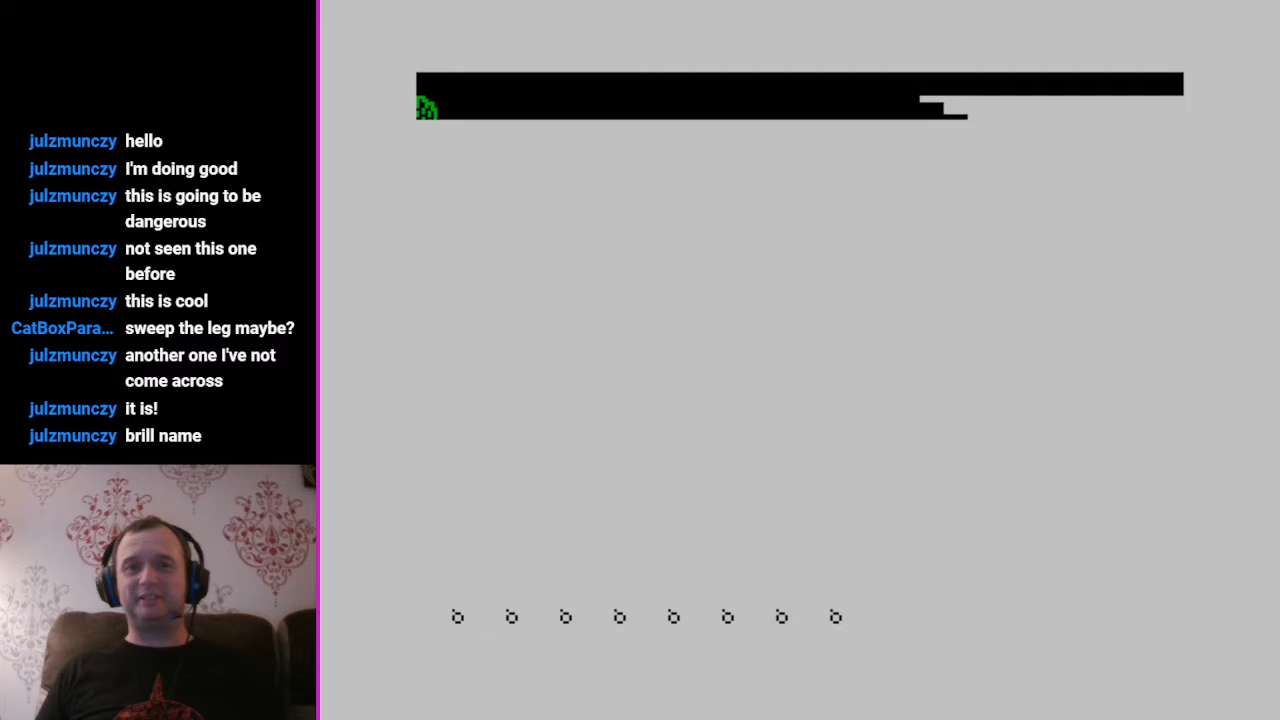 julzmunczy hello
julzmunczy I'm doing good
julzmunczy this is going to be
dangerous
julzmunczy not seen this one
before
julzmunczy this is cool
CatBoxPara... sweep the leg maybe?
julzmunczy another one I've not
come across
julzmunczy it is!
julzmunczy brill name